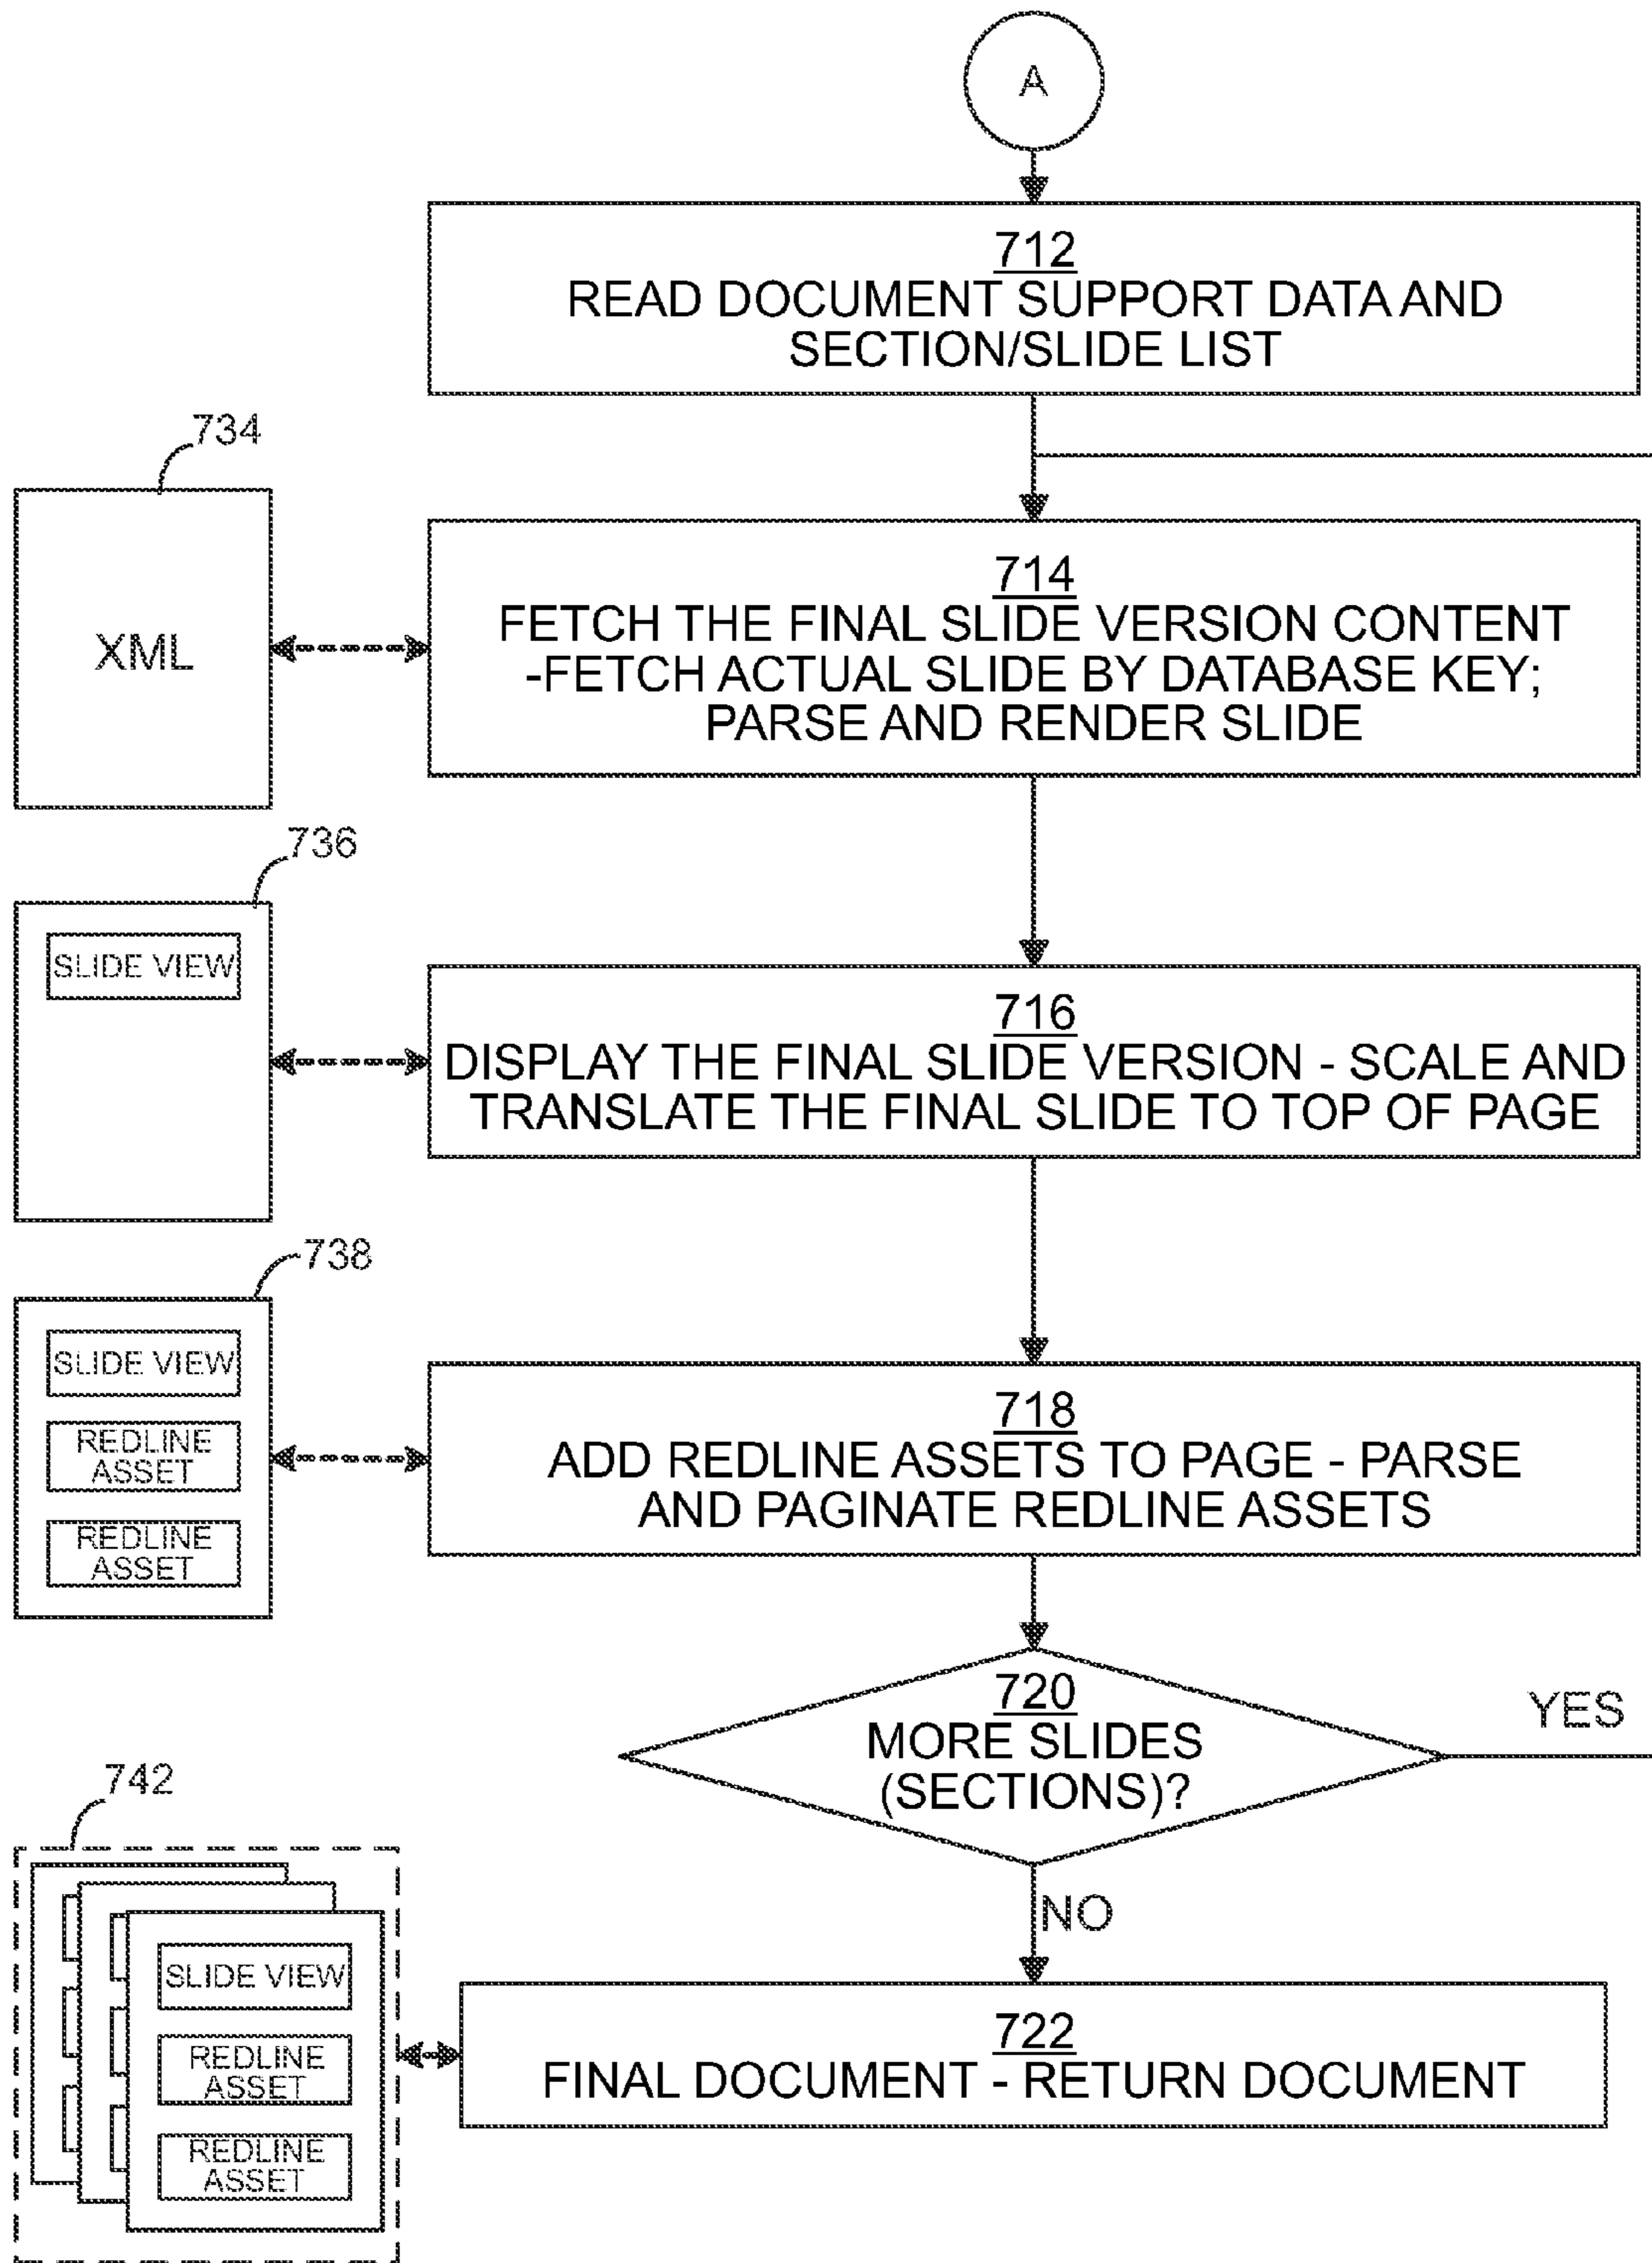 A
712
READ DOCUMENT SUPPORT DATA AND
SECTION/SLIDE LIST
734
XML
714
FETCH THE FINAL SLIDE VERSION CONTENT
-FETCH ACTUAL SLIDE BY DATABASE KEY;
PARSE AND RENDER SLIDE
736
SLIDE VIEW
716
DISPLAY THE FINAL SLIDE VERSION - SCALE AND
TRANSLATE THE FINAL SLIDE TO TOP OF PAGE
738
SLIDE VIEW
REDLINE
ASSET
REDLINE
ASSET
718
ADD REDLINE ASSETS TO PAGE - PARSE
AND PAGINATE REDLINE ASSETS
720
MORE SLIDES
(SECTIONS)?
YES
NO
742
SLIDE VIEW
REDLINE
ASSET
REDLINE
ASSET
722
FINAL DOCUMENT - RETURN DOCUMENT